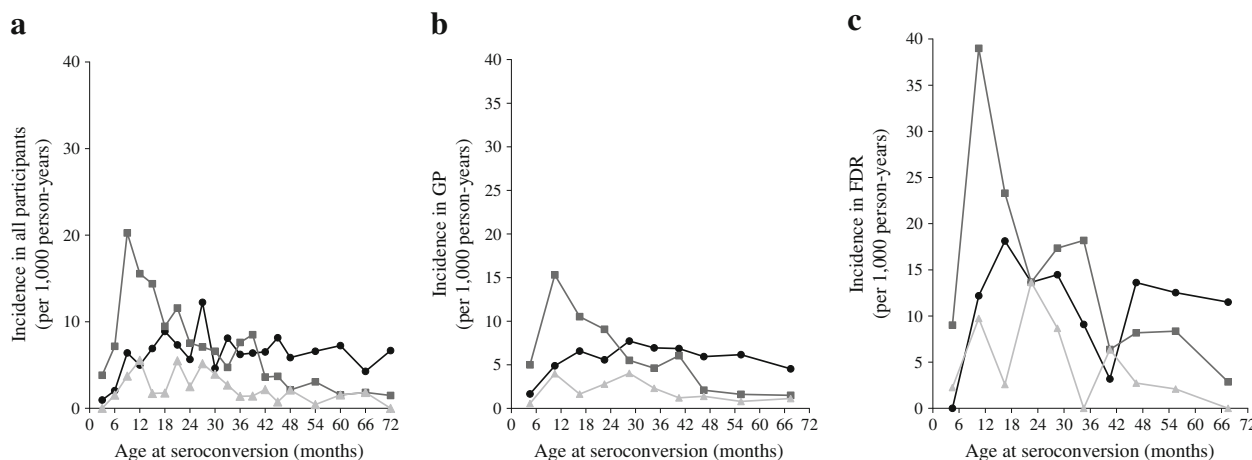 a
40
30
20
10
0
Incidence in all participants
(per 1,000 person-years)
0 6 12 18 24 30 36 42 48 54 60 66 72
Age at seroconversion (months)
b
40
35
30
25
20
15
10
5
0
Incidence in GP
(per 1,000 person-years)
0 6 12 18 24 30 36 42 48 54 60 66 72
Age at seroconversion (months)
c
40
35
30
25
20
15
10
5
0
Incidence in FDR
(per 1,000 person-years)
0 6 12 18 24 30 36 42 48 54 60 66 72
Age at seroconversion (months)